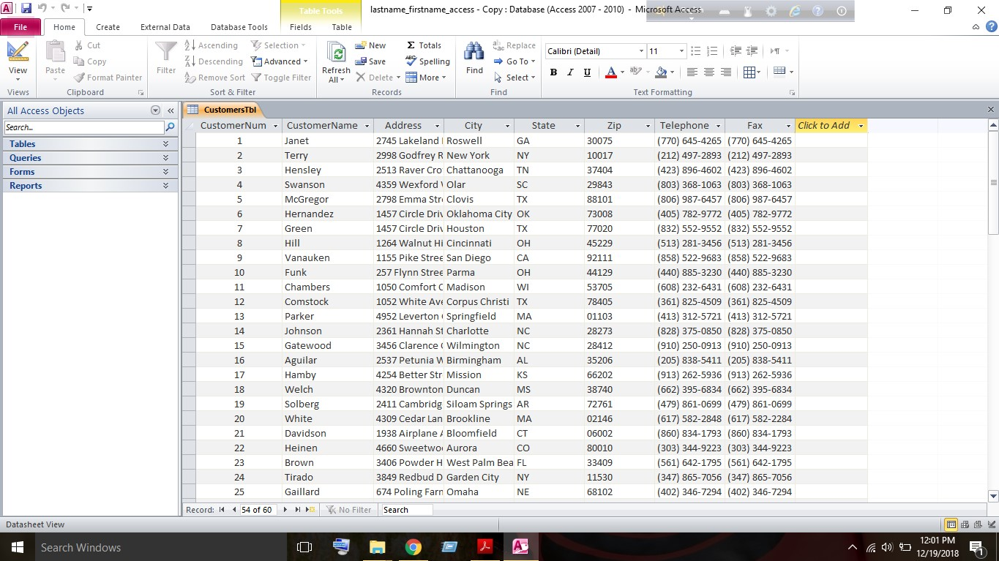 lastname_firstname_access - Copy : Database (Access 2007 - 2010) - Microsoft Access
Table Tools
File Home Create External Data Database Tools Fields Table
View Paste Cut Copy Format Painter
Filter Ascending Descending Remove Sort Selection Advanced Toggle Filter
Refresh All New Save Delete Totals Spelling More
Find Replace Go To Select
Calibri (Detail) 11
B I U A ab
Views Clipboard Sort & Filter Records Find Text Formatting
All Access Objects
Search...
Tables
Queries
Forms
Reports
CustomersTbl
CustomerNum CustomerName Address City State Zip Telephone Fax Click to Add
1 Janet 2745 Lakeland Roswell GA 30075 (770) 645-4265 (770) 645-4265
2 Terry 2998 Godfrey R New York NY 10017 (212) 497-2893 (212) 497-2893
3 Hensley 2513 Raver Cro Chattanooga TN 37404 (423) 896-4602 (423) 896-4602
4 Swanson 4359 Wexford Olar SC 29843 (803) 368-1063 (803) 368-1063
5 McGregor 2798 Emma Stre Clovis TX 88101 (806) 987-6457 (806) 987-6457
6 Hernandez 1457 Circle Driv Oklahoma City OK 73008 (405) 782-9772 (405) 782-9772
7 Green 1457 Circle Driv Houston TX 77020 (832) 552-9552 (832) 552-9552
8 Hill 1264 Walnut Hi Cincinnati OH 45229 (513) 281-3456 (513) 281-3456
9 Vanauken 1155 Pike Stree San Diego CA 92111 (858) 522-9683 (858) 522-9683
10 Funk 257 Flynn Stree Parma OH 44129 (440) 885-3230 (440) 885-3230
11 Chambers 1050 Comfort C Madison WI 53705 (608) 232-6431 (608) 232-6431
12 Comstock 1052 White Ave Corpus Christi TX 78405 (361) 825-4509 (361) 825-4509
13 Parker 4952 Leverton Springfield MA 01103 (413) 312-5721 (413) 312-5721
14 Johnson 2361 Hannah St Charlotte NC 28273 (828) 375-0850 (828) 375-0850
15 Gatewood 3456 Clarence Wilmington NC 28412 (910) 250-0913 (910) 250-0913
16 Aguilar 2537 Petunia W Birmingham AL 35206 (205) 838-5411 (205) 838-5411
17 Hamby 4254 Better Str Mission KS 66202 (913) 262-5936 (913) 262-5936
18 Welch 4320 Brownton Duncan MS 38740 (662) 395-6834 (662) 395-6834
19 Solberg 2411 Cambridg Siloam Springs AR 72761 (479) 861-0699 (479) 861-0699
20 White 4309 Cedar Lan Brookline MA 02146 (617) 582-2848 (617) 582-2284
21 Davidson 1938 Airplane A Bloomfield CT 06002 (860) 834-1793 (860) 834-1793
22 Heinen 4660 Sweetwo Aurora CO 80010 (303) 344-9223 (303) 344-9223
23 Brown 3406 Powder H West Palm Bea FL 33409 (561) 642-1795 (561) 642-1795
24 Tirado 3849 Redbud D Garden City NY 11530 (347) 865-7056 (347) 865-7056
25 Gaillard 674 Poling Farn Omaha NE 68102 (402) 346-7294 (402) 346-7294
Record: 54 of 60 No Filter Search
Datasheet View
Search Windows
12:01 PM
12/19/2018
1